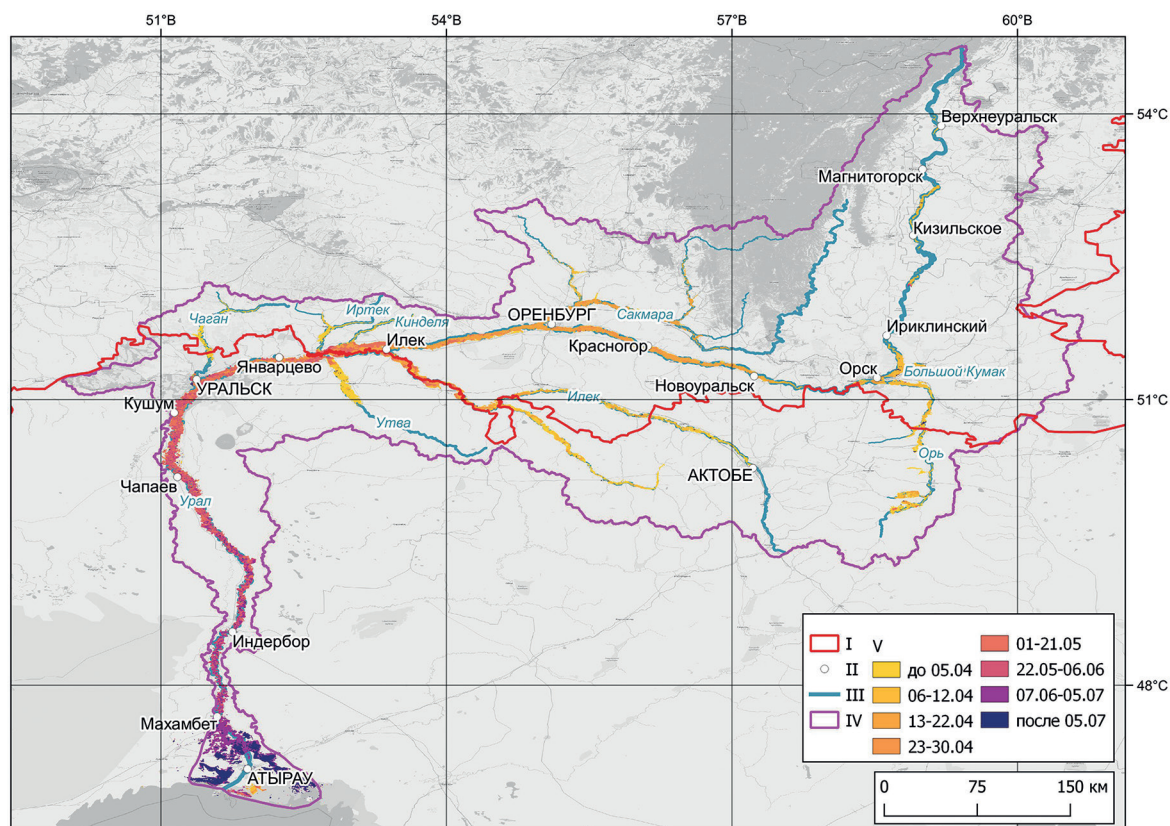 51°В
54°В
57°В
60°В
54°С
51°С
48°С
Верхнеуральск
Магнитогорск
Кизильское
Чаган
Иртек
Кинделя
ОРЕНБУРГ
Сакмара
Ириклинский
Илек
Красногор
Январцево
Орск
Большой Кумак
УРАЛЬСК
Новоуральск
Илек
Кушум
Утва
Орь
АКТОБЕ
Чапаев
Урал
Индербор
Махамбет
АТЫРАУ
I
II
III
IV
V
до 05.04
06-12.04
13-22.04
23-30.04
01-21.05
22.05-06.06
07.06-05.07
после 05.07
0 75 150 км